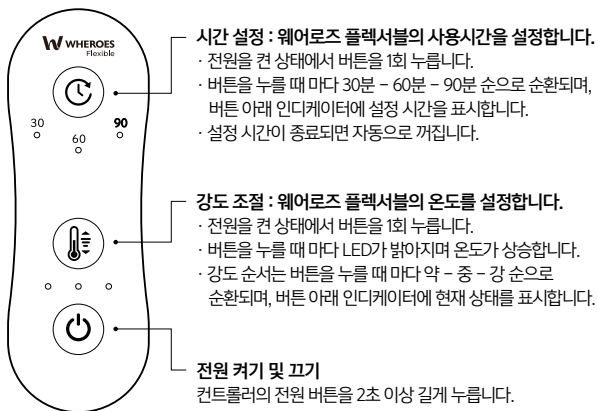 WHEROES
Flexible
30
60
90
시간 설정 : 웨어로즈 플렉서블의 사용시간을 설정합니다.
· 전원을 켠 상태에서 버튼을 1회 누릅니다.
· 버튼을 누를 때 마다 30분 – 60분 – 90분 순으로 순환되며,
버튼 아래 인디케이터에 설정 시간을 표시합니다.
· 설정 시간이 종료되면 자동으로 꺼집니다.
강도 조절 : 웨어로즈 플렉서블의 온도를 설정합니다.
· 전원을 켠 상태에서 버튼을 1회 누릅니다.
· 버튼을 누를 때 마다 LED가 밝아지며 온도가 상승합니다.
· 강도 순서는 버튼을 누를 때 마다 약 – 중 – 강 순으로
순환되며, 버튼 아래 인디케이터에 현재 상태를 표시합니다.
전원 켜기 및 끄기
컨트롤러의 전원 버튼을 2초 이상 길게 누릅니다.